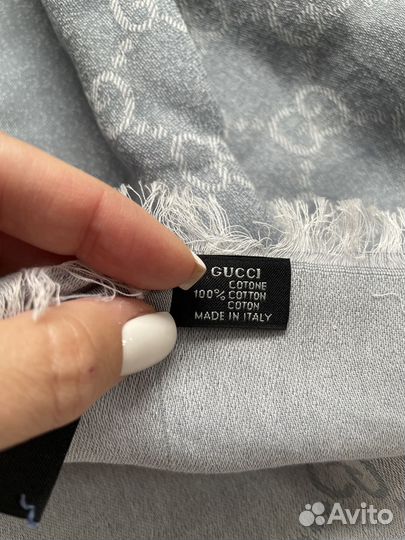 GUCCI
COTONE
100% COTTON
COTON
MADE IN ITALY
Avito